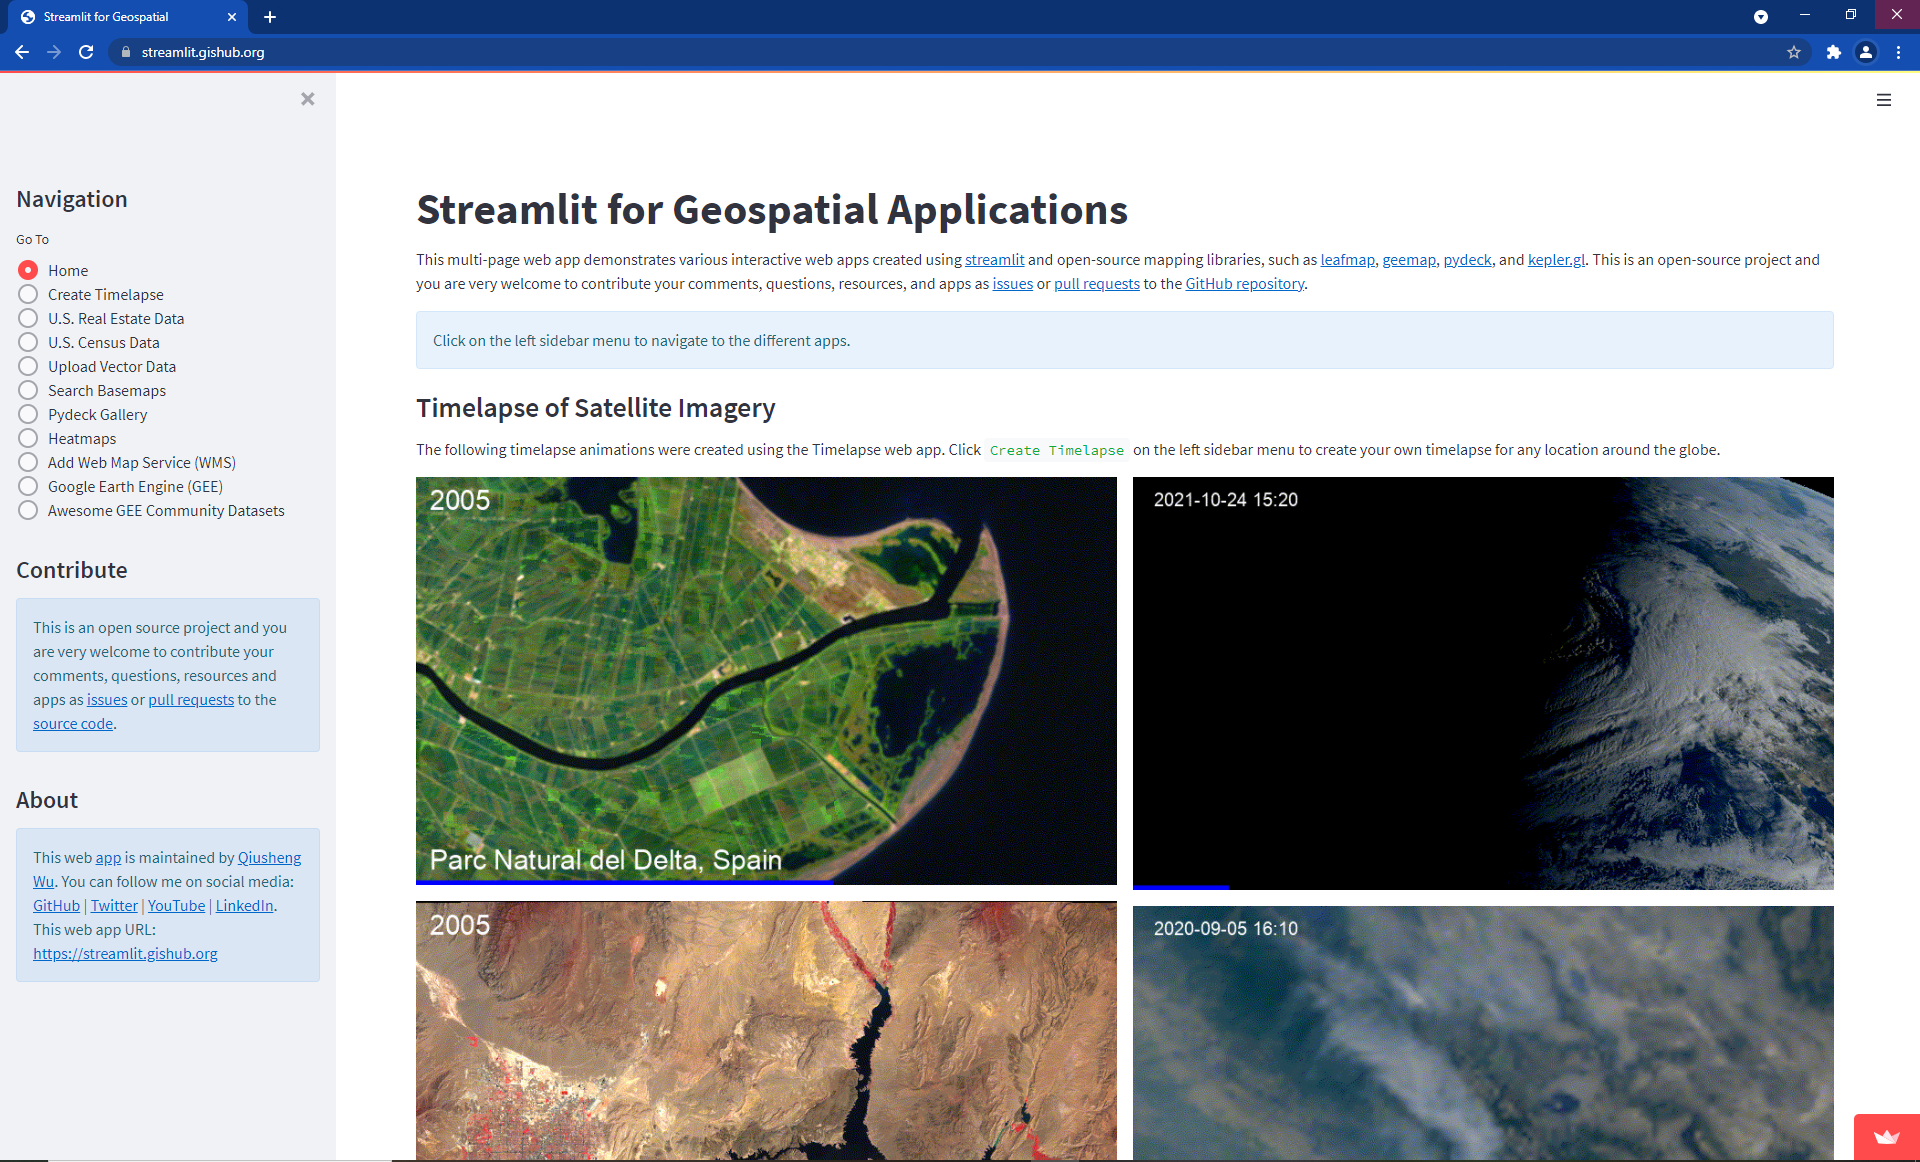 Streamlit for Geospatial
streamlit.gishub.org
Navigation
Go To
Home
Create Timelapse
U.S. Real Estate Data
U.S. Census Data
Upload Vector Data
Search Basemaps
Pydeck Gallery
Heatmaps
Add Web Map Service (WMS)
Google Earth Engine (GEE)
Awesome GEE Community Datasets
Contribute
This is an open source project and you
are very welcome to contribute your
comments, questions, resources and
apps as issues or pull requests to the
source code.
About
This web app is maintained by Qiusheng
Wu. You can follow me on social media:
GitHub | Twitter | YouTube | LinkedIn.
This web app URL:
https://streamlit.gishub.org
Streamlit for Geospatial Applications
This multi-page web app demonstrates various interactive web apps created using streamlit and open-source mapping libraries, such as leafmap, geemap, pydeck, and kepler.gl. This is an open-source project and
you are very welcome to contribute your comments, questions, resources, and apps as issues or pull requests to the GitHub repository.
Click on the left sidebar menu to navigate to the different apps.
Timelapse of Satellite Imagery
The following timelapse animations were created using the Timelapse web app. Click Create Timelapse on the left sidebar menu to create your own timelapse for any location around the globe.
2005
Parc Natural del Delta, Spain
2021-10-24 15:20
2005
2020-09-05 16:10